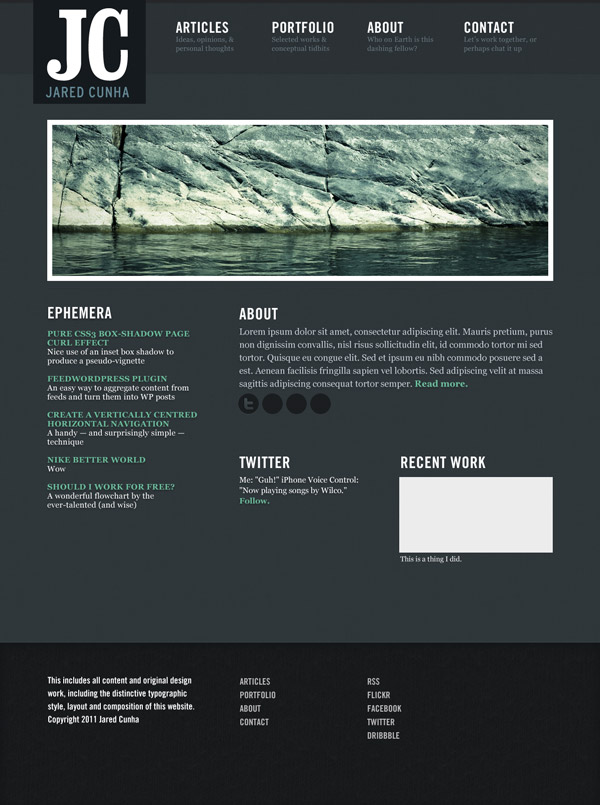 JC
JARED CUNHA
ARTICLES
Ideas, opinions, &
personal thoughts
PORTFOLIO
Selected works &
conceptual tidbits
ABOUT
Who on Earth is this
dashing fellow?
CONTACT
Let's work together, or
perhaps chat it up
EPHEMERA
PURE CSS3 BOX-SHADOW PAGE
CURL EFFECT
Nice use of an inset box shadow to
produce a pseudo-vignette
FEEDWORDPRESS PLUGIN
An easy way to aggregate content from
feeds and turn them into WP posts
CREATE A VERTICALLY CENTRED
HORIZONTAL NAVIGATION
A handy — and surprisingly simple —
technique
NIKE BETTER WORLD
Wow
SHOULD I WORK FOR FREE?
A wonderful flowchart by the
ever-talented (and wise)
ABOUT
Lorem ipsum dolor sit amet, consectetur adipiscing elit. Mauris pretium, purus
non dignissim convallis, nisl risus sollicitudin elit, id commodo tortor mi sed
tortor. Quisque eu congue elit. Sed et ipsum eu nibh commodo posuere sed a
est. Aenean facilisis fringilla sapien vel lobortis. Sed adipiscing velit at massa
sagittis adipiscing consequat tortor semper. Read more.
TWITTER
Me: "Guh!" iPhone Voice Control:
"Now playing songs by Wilco."
Follow.
RECENT WORK
This is a thing I did.
This includes all content and original design
work, including the distinctive typographic
style, layout and composition of this website.
Copyright 2011 Jared Cunha
ARTICLES
PORTFOLIO
ABOUT
CONTACT
RSS
FLICKR
FACEBOOK
TWITTER
DRIBBBLE